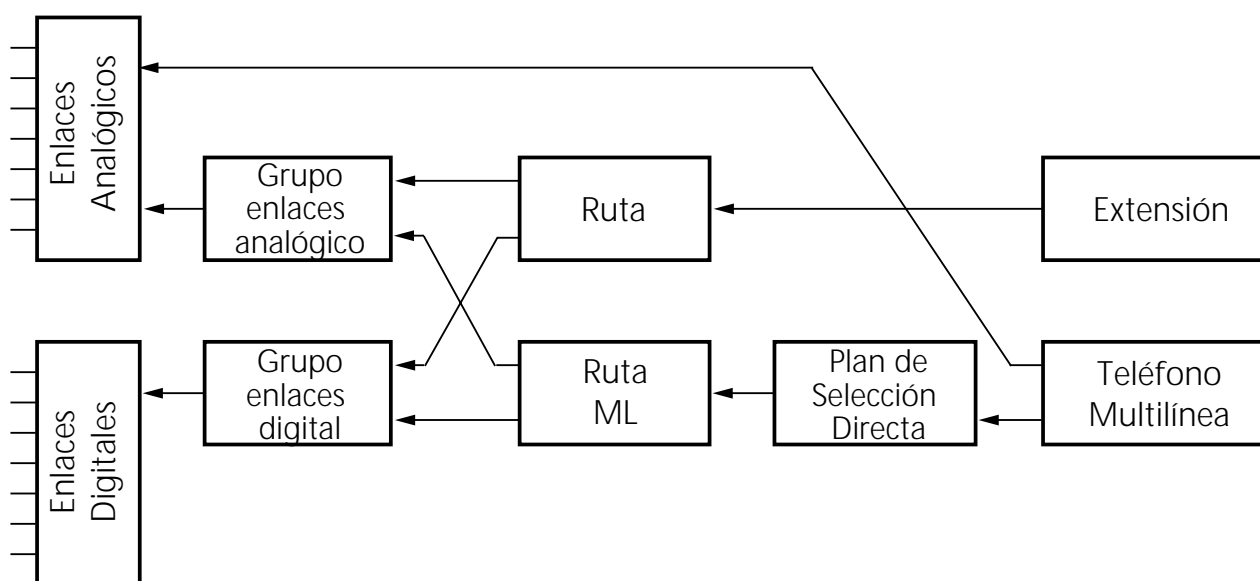 Enlaces
Analógicos
Grupo
enlaces
analógico
Ruta
Extensión
Enlaces
Digitales
Grupo
enlaces
digital
Ruta
ML
Plan de
Selección
Directa
Teléfono
Multilínea